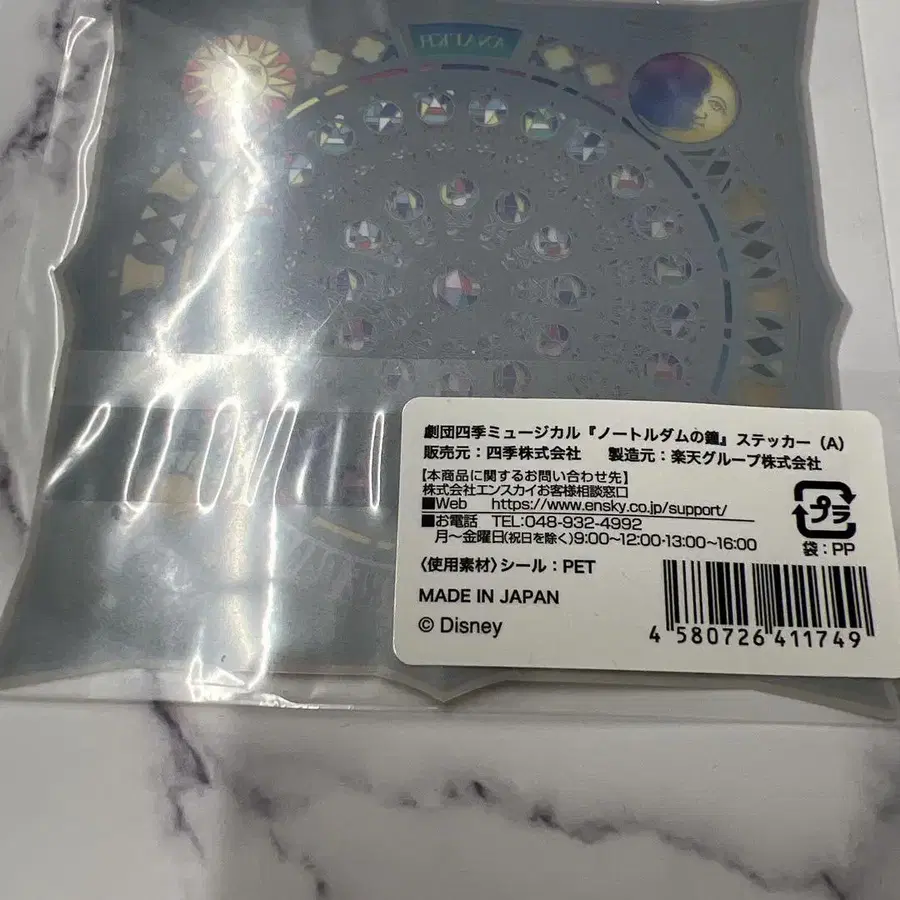 劇団四季ミュージカル『ノートルダムの鐘』ステッカー（A）
販売元：四季株式会社 製造元：楽天グループ株式会社
【本商品に関するお問い合わせ先】
株式会社エンスカイお客様相談窓口
■Web https://www.ensky.co.jp/support/
■お電話 TEL:048-932-4992
月～金曜日(祝日を除く)9:00~12:00・13:00~16:00
プラ
袋：PP
〈使用素材〉シール：PET
MADE IN JAPAN
© Disney
4 580726 411749